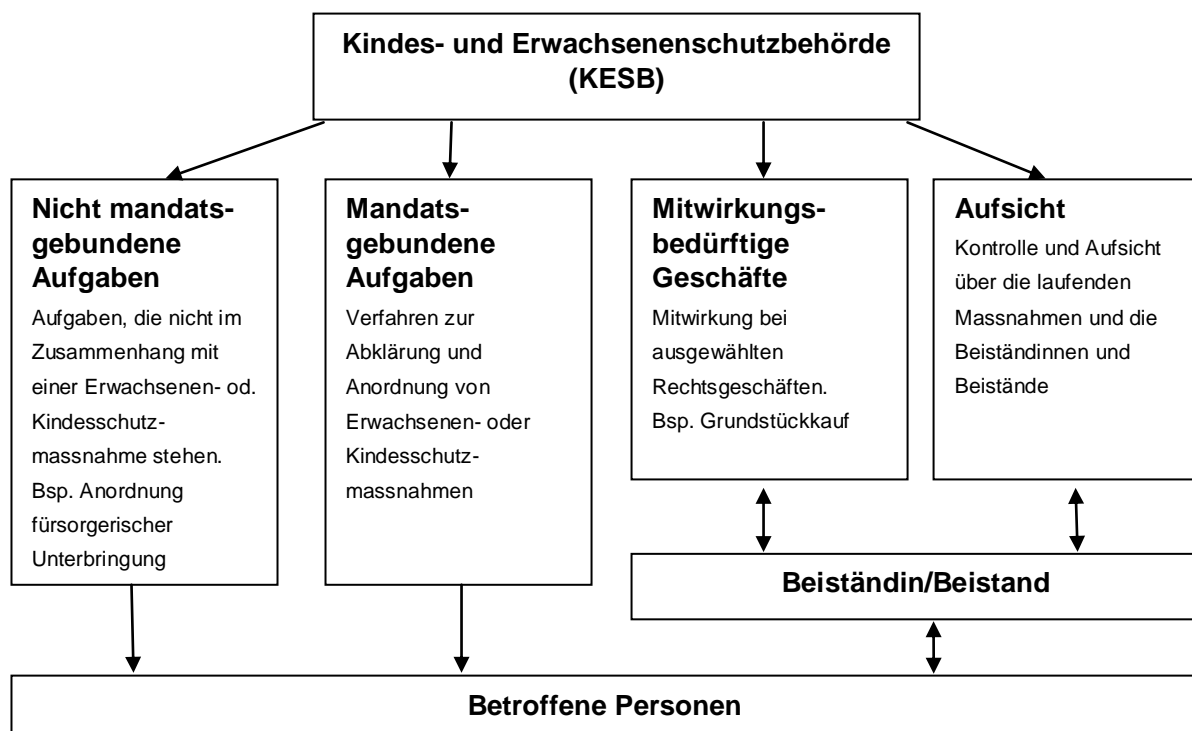 Kindes- und Erwachsenenschutzbehörde
(KESB)
Nicht mandats-
gebundene
Aufgaben
Aufgaben, die nicht im
Zusammenhang mit
einer Erwachsenen- od.
Kindesschutz-
massnahme stehen.
Bsp. Anordnung
fürsorgerischer
Unterbringung
Mandats-
gebundene
Aufgaben
Verfahren zur
Abklärung und
Anordnung von
Erwachsenen- oder
Kindesschutz-
massnahmen
Mitwirkungs-
bedürftige
Geschäfte
Mitwirkung bei
ausgewählten
Rechtsgeschäften.
Bsp. Grundstückkauf
Aufsicht
Kontrolle und Aufsicht
über die laufenden
Massnahmen und die
Beiständinnen und
Beistände
Beiständin/Beistand
Betroffene Personen